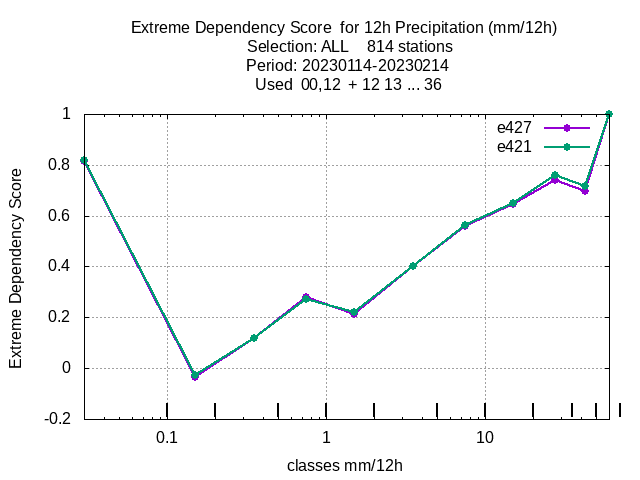 Extreme Dependency Score  for 12h Precipitation (mm/12h)
Selection: ALL    814 stations
Period: 20230114-20230214
Used  00,12  + 12 13 ... 36
e427
e421
Extreme Dependency Score
1
0.8
0.6
0.4
0.2
0
-0.2
0.1 1 10
classes mm/12h